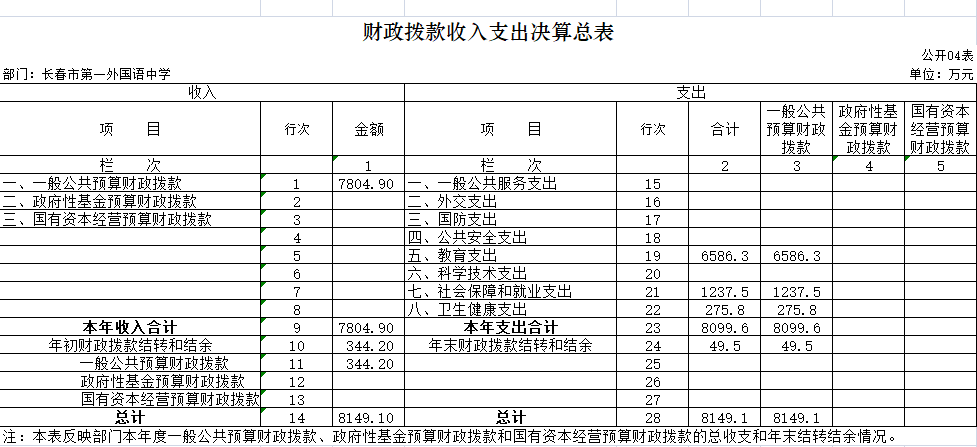 财政拨款收入支出决算总表
公开04表
部门：长春市第一外国语中学 单位：万元
收入 支出
项 目 行次 金额 项 目 行次 合计 一般公共预算财政拨款 政府性基金预算财政拨款 国有资本经营预算财政拨款
栏 次 1 栏 次 2 3 4 5
一、一般公共预算财政拨款 1 7804.90 一、一般公共服务支出 15
二、政府性基金预算财政拨款 2 二、外交支出 16
三、国有资本经营预算财政拨款 3 三、国防支出 17
4 四、公共安全支出 18
5 五、教育支出 19 6586.3 6586.3
6 六、科学技术支出 20
7 七、社会保障和就业支出 21 1237.5 1237.5
8 八、卫生健康支出 22 275.8 275.8
本年收入合计 9 7804.90 本年支出合计 23 8099.6 8099.6
年初财政拨款结转和结余 10 344.20 年末财政拨款结转和结余 24 49.5 49.5
一般公共预算财政拨款 11 344.20 25
政府性基金预算财政拨款 12 26
国有资本经营预算财政拨款 13 27
总计 14 8149.10 总计 28 8149.1 8149.1
注：本表反映部门本年度一般公共预算财政拨款、政府性基金预算财政拨款和国有资本经营预算财政拨款的总收支和年末结转结余情况。